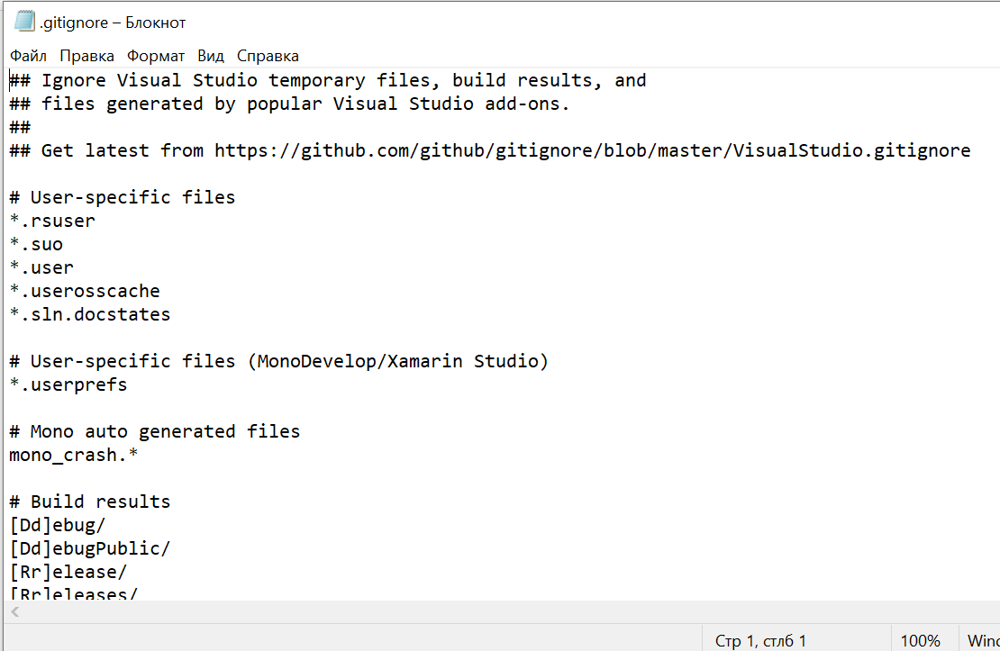 .gitignore – Блокнот
Файл Правка Формат Вид Справка
## Ignore Visual Studio temporary files, build results, and
## files generated by popular Visual Studio add-ons.
##
## Get latest from https://github.com/github/gitignore/blob/master/VisualStudio.gitignore
# User-specific files
*.rsuser
*.suo
*.user
*.userosscache
*.sln.docstates
# User-specific files (MonoDevelop/Xamarin Studio)
*.userprefs
# Mono auto generated files
mono_crash.*
# Build results
[Dd]ebug/
[Dd]ebugPublic/
[Rr]elease/
[Rr]eleases/
Стр 1, стлб 1 100% Wind